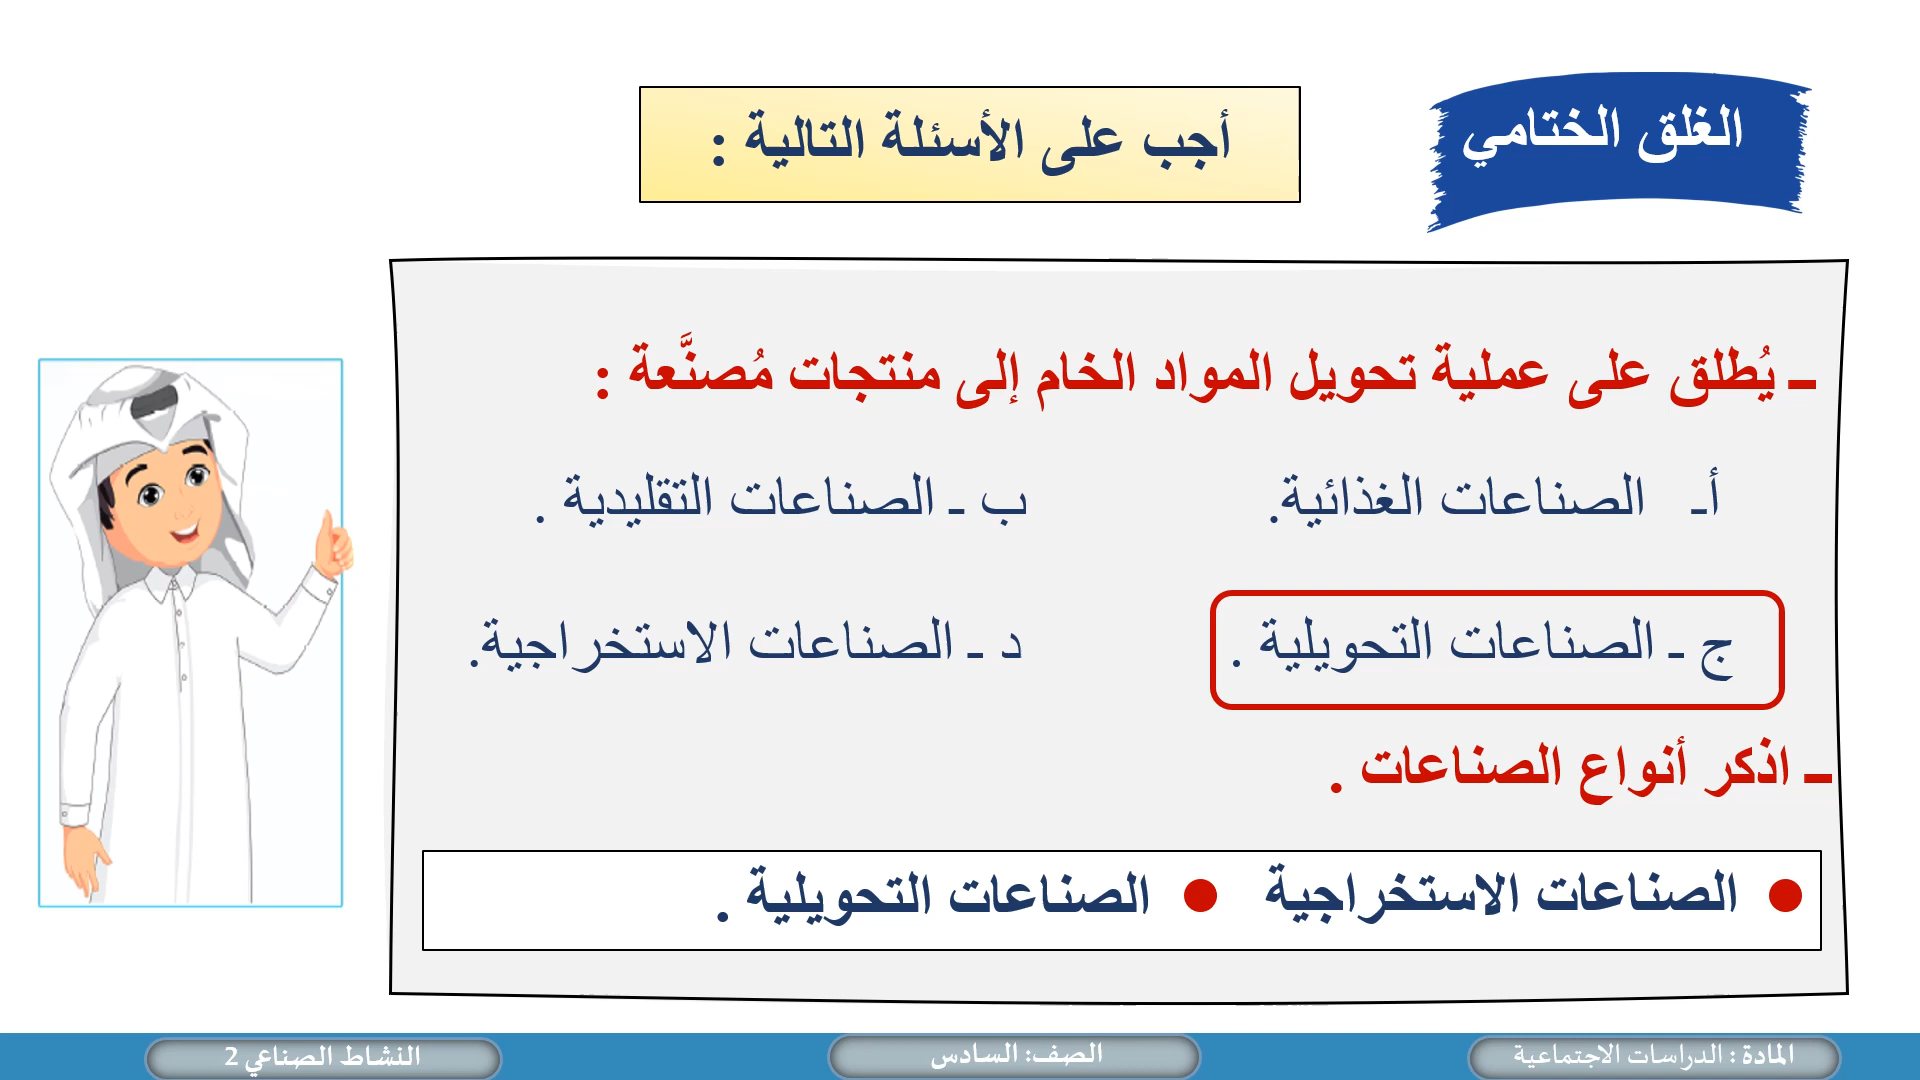 الغلق الختامي
أجب على الأسئلة التالية :
ـ يُطلق على عملية تحويل المواد الخام إلى منتجات مُصنَّعة :
أـ الصناعات الغذائية.
ب ـ الصناعات التقليدية .
ج ـ الصناعات التحويلية .
د ـ الصناعات الاستخراجية.
ـ اذكر أنواع الصناعات .
● الصناعات الاستخراجية ● الصناعات التحويلية .
المادة : الدراسات الاجتماعية
الصف: السادس
النشاط الصناعي 2